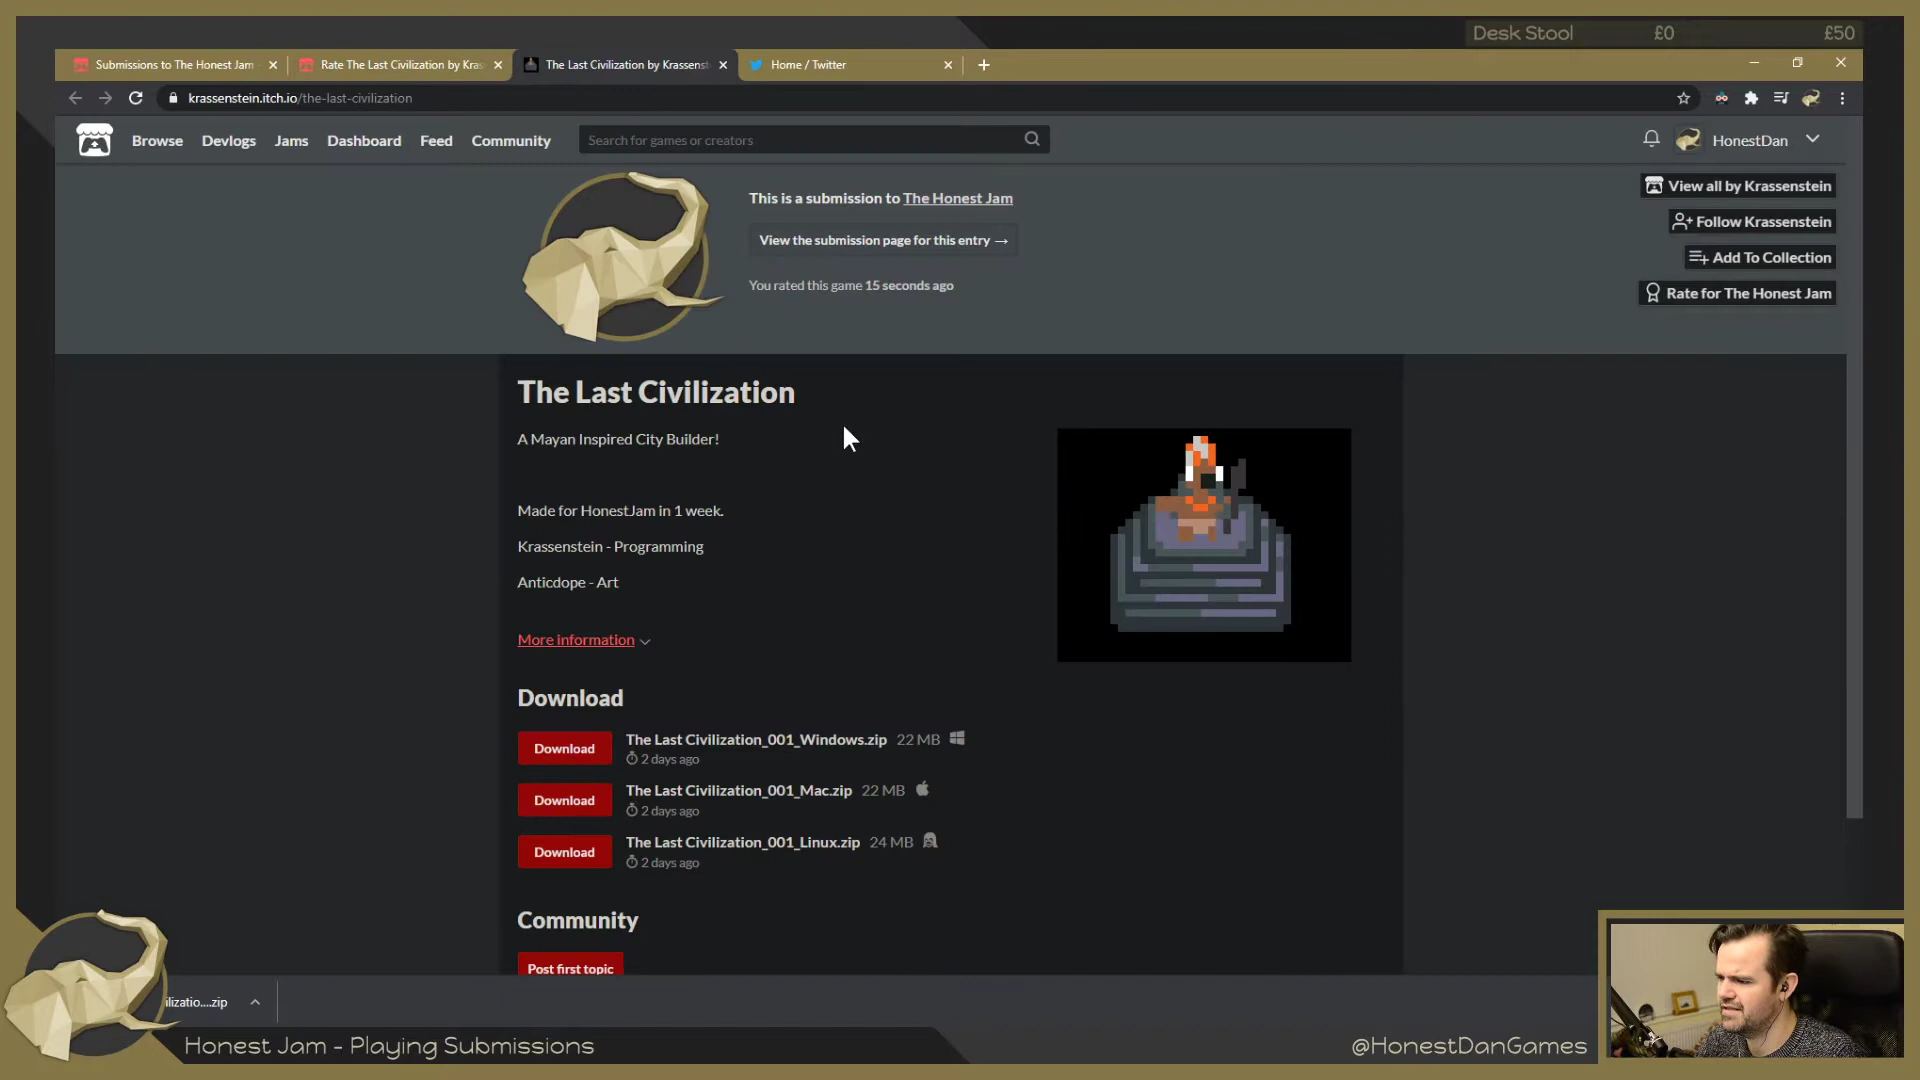 Desk Stool £0 £50
Submissions to The Honest Jam
Rate The Last Civilization by Kras
The Last Civilization by Krassenst
Home / Twitter
krassenstein.itch.io/the-last-civilization
Browse Devlogs Jams Dashboard Feed Community
Search for games or creators
HonestDan
This is a submission to The Honest Jam
View the submission page for this entry →
You rated this game 15 seconds ago
View all by Krassenstein
Follow Krassenstein
Add To Collection
Rate for The Honest Jam
The Last Civilization
A Mayan Inspired City Builder!
Made for HonestJam in 1 week.
Krassenstein - Programming
Anticdope - Art
More information
Download
Download The Last Civilization_001_Windows.zip 22 MB
2 days ago
Download The Last Civilization_001_Mac.zip 22 MB
2 days ago
Download The Last Civilization_001_Linux.zip 24 MB
2 days ago
Community
Post first topic
ilizatio....zip
Honest Jam - Playing Submissions
@HonestDanGames